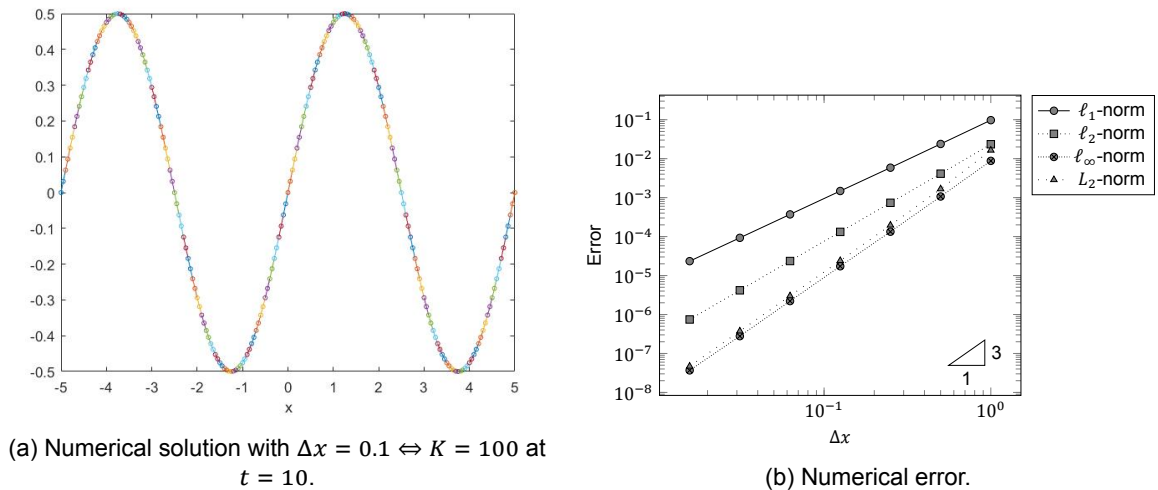 0.5
0.4
0.3
0.2
0.1
0
-0.1
-0.2
-0.3
-0.4
-0.5
-5 -4 -3 -2 -1 0 1 2 3 4 5
x
(a) Numerical solution with Δ𝑥 = 0.1 ⇔ 𝐾 = 100 at
𝑡 = 10.
Error
10⁻¹
10⁻²
10⁻³
10⁻⁴
10⁻⁵
10⁻⁶
10⁻⁷
10⁻⁸
3
1
10⁻¹ 10⁰
Δ𝑥
ℓ₁-norm
ℓ₂-norm
ℓ∞-norm
𝐿₂-norm
(b) Numerical error.